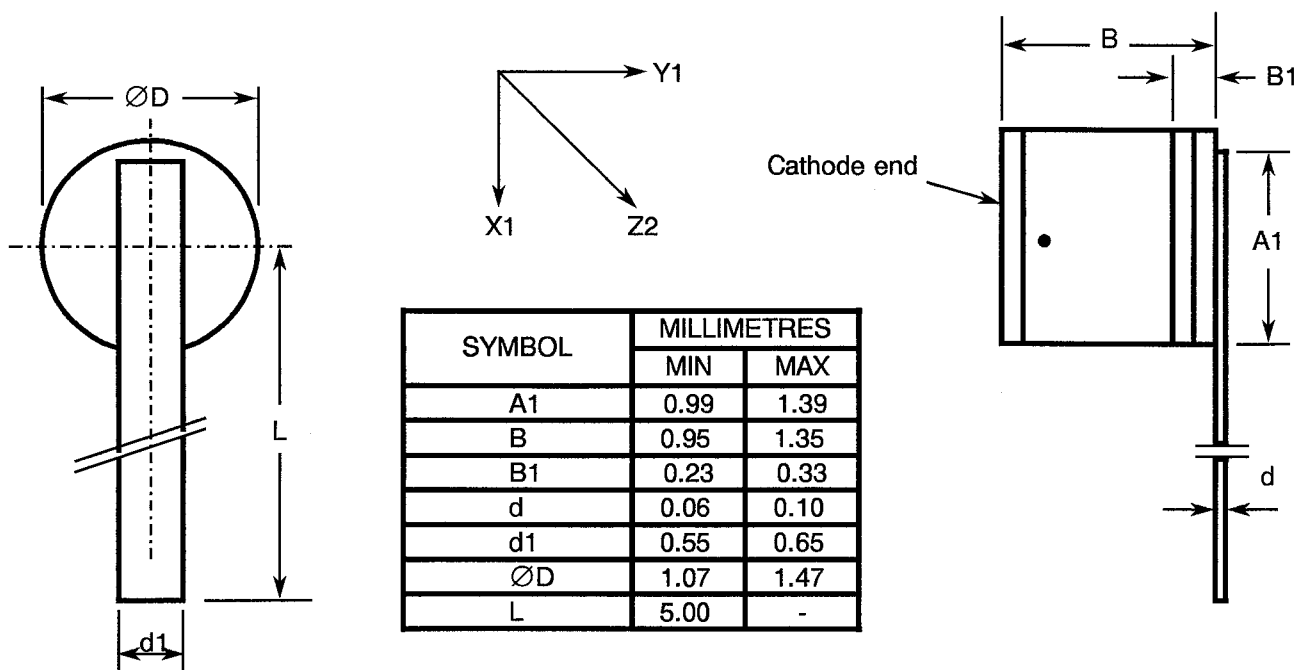 ØD
L
d1
Y1
X1
Z2
SYMBOL MILLIMETRES
MIN MAX
A1 0.99 1.39
B 0.95 1.35
B1 0.23 0.33
d 0.06 0.10
d1 0.55 0.65
ØD 1.07 1.47
L 5.00 -
B
B1
Cathode end
A1
d